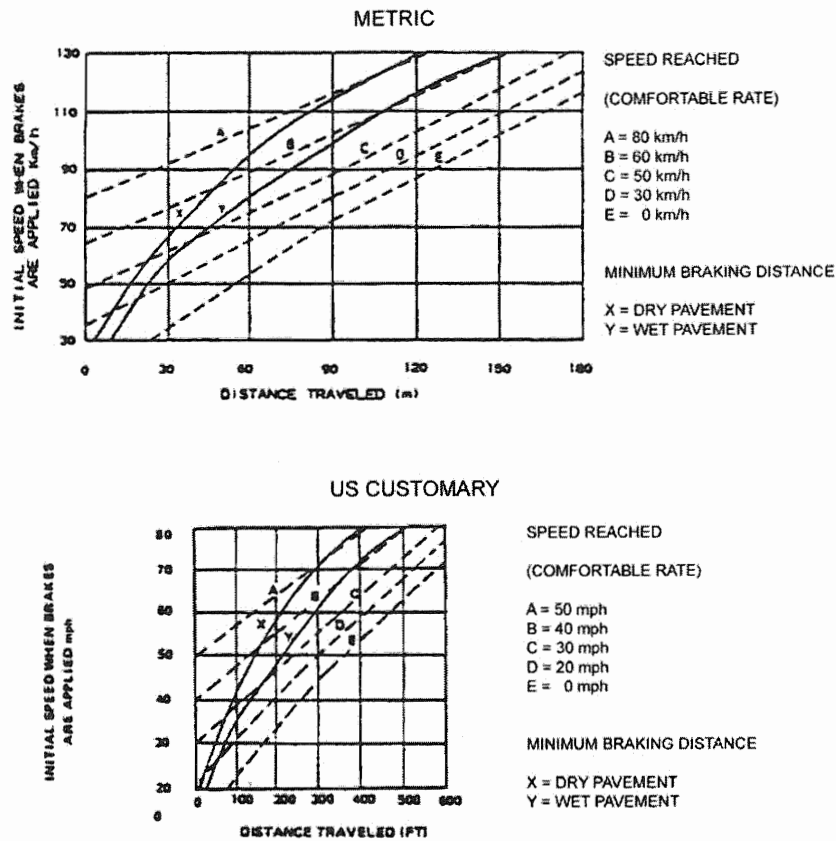 METRIC
130
110
90
70
50
30
0
30
60
90
120
150
180
INITIAL SPEED WHEN BRAKES
ARE APPLIED Km/h
DISTANCE TRAVELED (m)
A
B
C
D
E
X
Y
SPEED REACHED
(COMFORTABLE RATE)
A = 80 km/h
B = 60 km/h
C = 50 km/h
D = 30 km/h
E = 0 km/h
MINIMUM BRAKING DISTANCE
X = DRY PAVEMENT
Y = WET PAVEMENT
US CUSTOMARY
80
70
60
50
40
30
20
0
0
100
200
300
400
500
600
INITIAL SPEED WHEN BRAKES
ARE APPLIED mph
DISTANCE TRAVELED (FT)
A
B
C
X
Y
D
E
SPEED REACHED
(COMFORTABLE RATE)
A = 50 mph
B = 40 mph
C = 30 mph
D = 20 mph
E = 0 mph
MINIMUM BRAKING DISTANCE
X = DRY PAVEMENT
Y = WET PAVEMENT